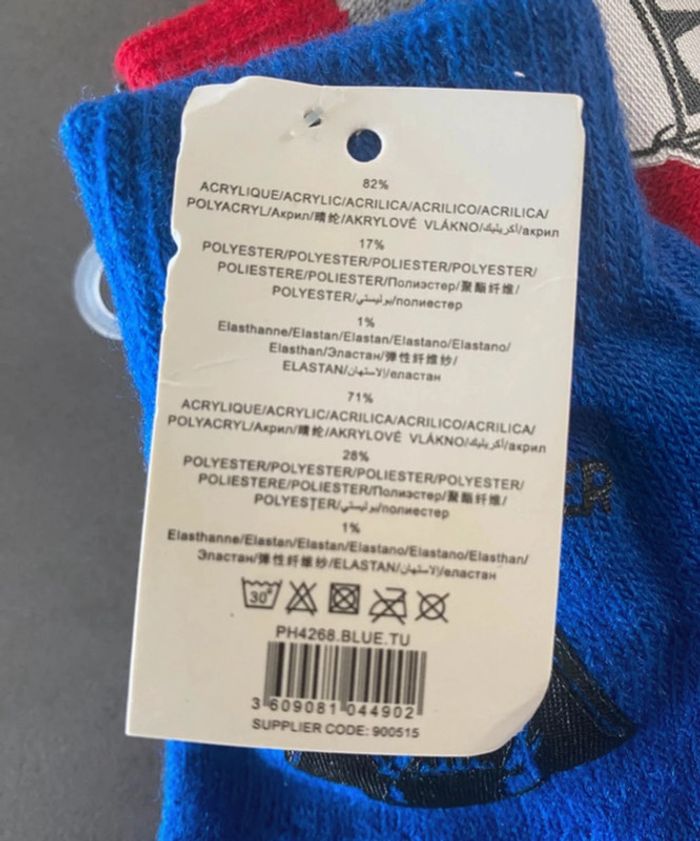 82%
ACRYLIQUE/ACRYLIC/ACRILICA/ACRILICO/ACRILICA/
POLYACRYL/Акрил/晴纶/AKRYLOVÉ VLÁKNO/أكريليك/акрил
17%
POLYESTER/POLYESTER/POLIESTER/POLYESTER/
POLIESTERE/POLIESTER/Полиэстер/聚酯纤维/
POLYESTER/بوليستي/полиестер
1%
Elasthanne/Elastan/Elastan/Elastano/Elastano/
Elasthan/Эластан/弹性纤维纱/
ELASTAN/الاستهان/еластан
71%
ACRYLIQUE/ACRYLIC/ACRILICA/ACRILICO/ACRILICA/
POLYACRYL/Акрил/晴纶/AKRYLOVÉ VLÁKNO/أكريليك/акрил
28%
POLYESTER/POLYESTER/POLIESTER/POLYESTER/
POLIESTERE/POLIESTER/Полиэстер/聚酯纤维/
POLYESTER/بوليستي/полиестер
1%
Elasthanne/Elastan/Elastan/Elastano/Elastano/Elasthan/
Эластан/弹性纤维纱/ELASTAN/الاستهان/еластан
30°
PH4268.BLUE.TU
3 609081 044902
SUPPLIER CODE: 900515